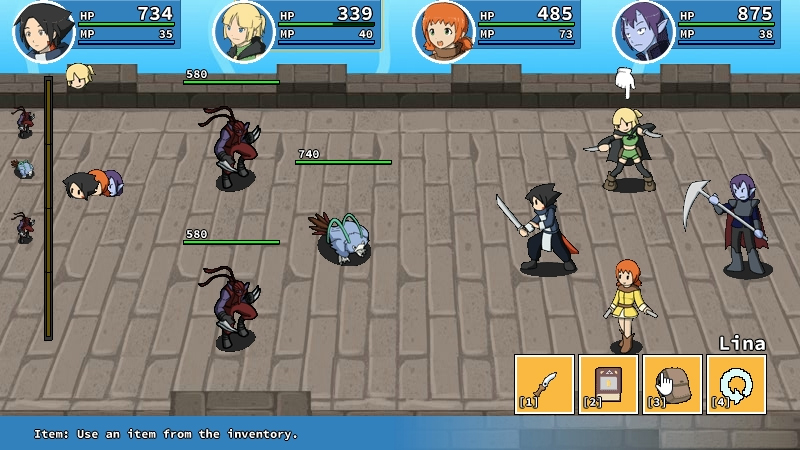 HP 734
MP 35
HP 339
MP 40
HP 485
MP 73
HP 875
MP 38
580
740
580
Lina
[1] [2] [3] [4]
Item: Use an item from the inventory.